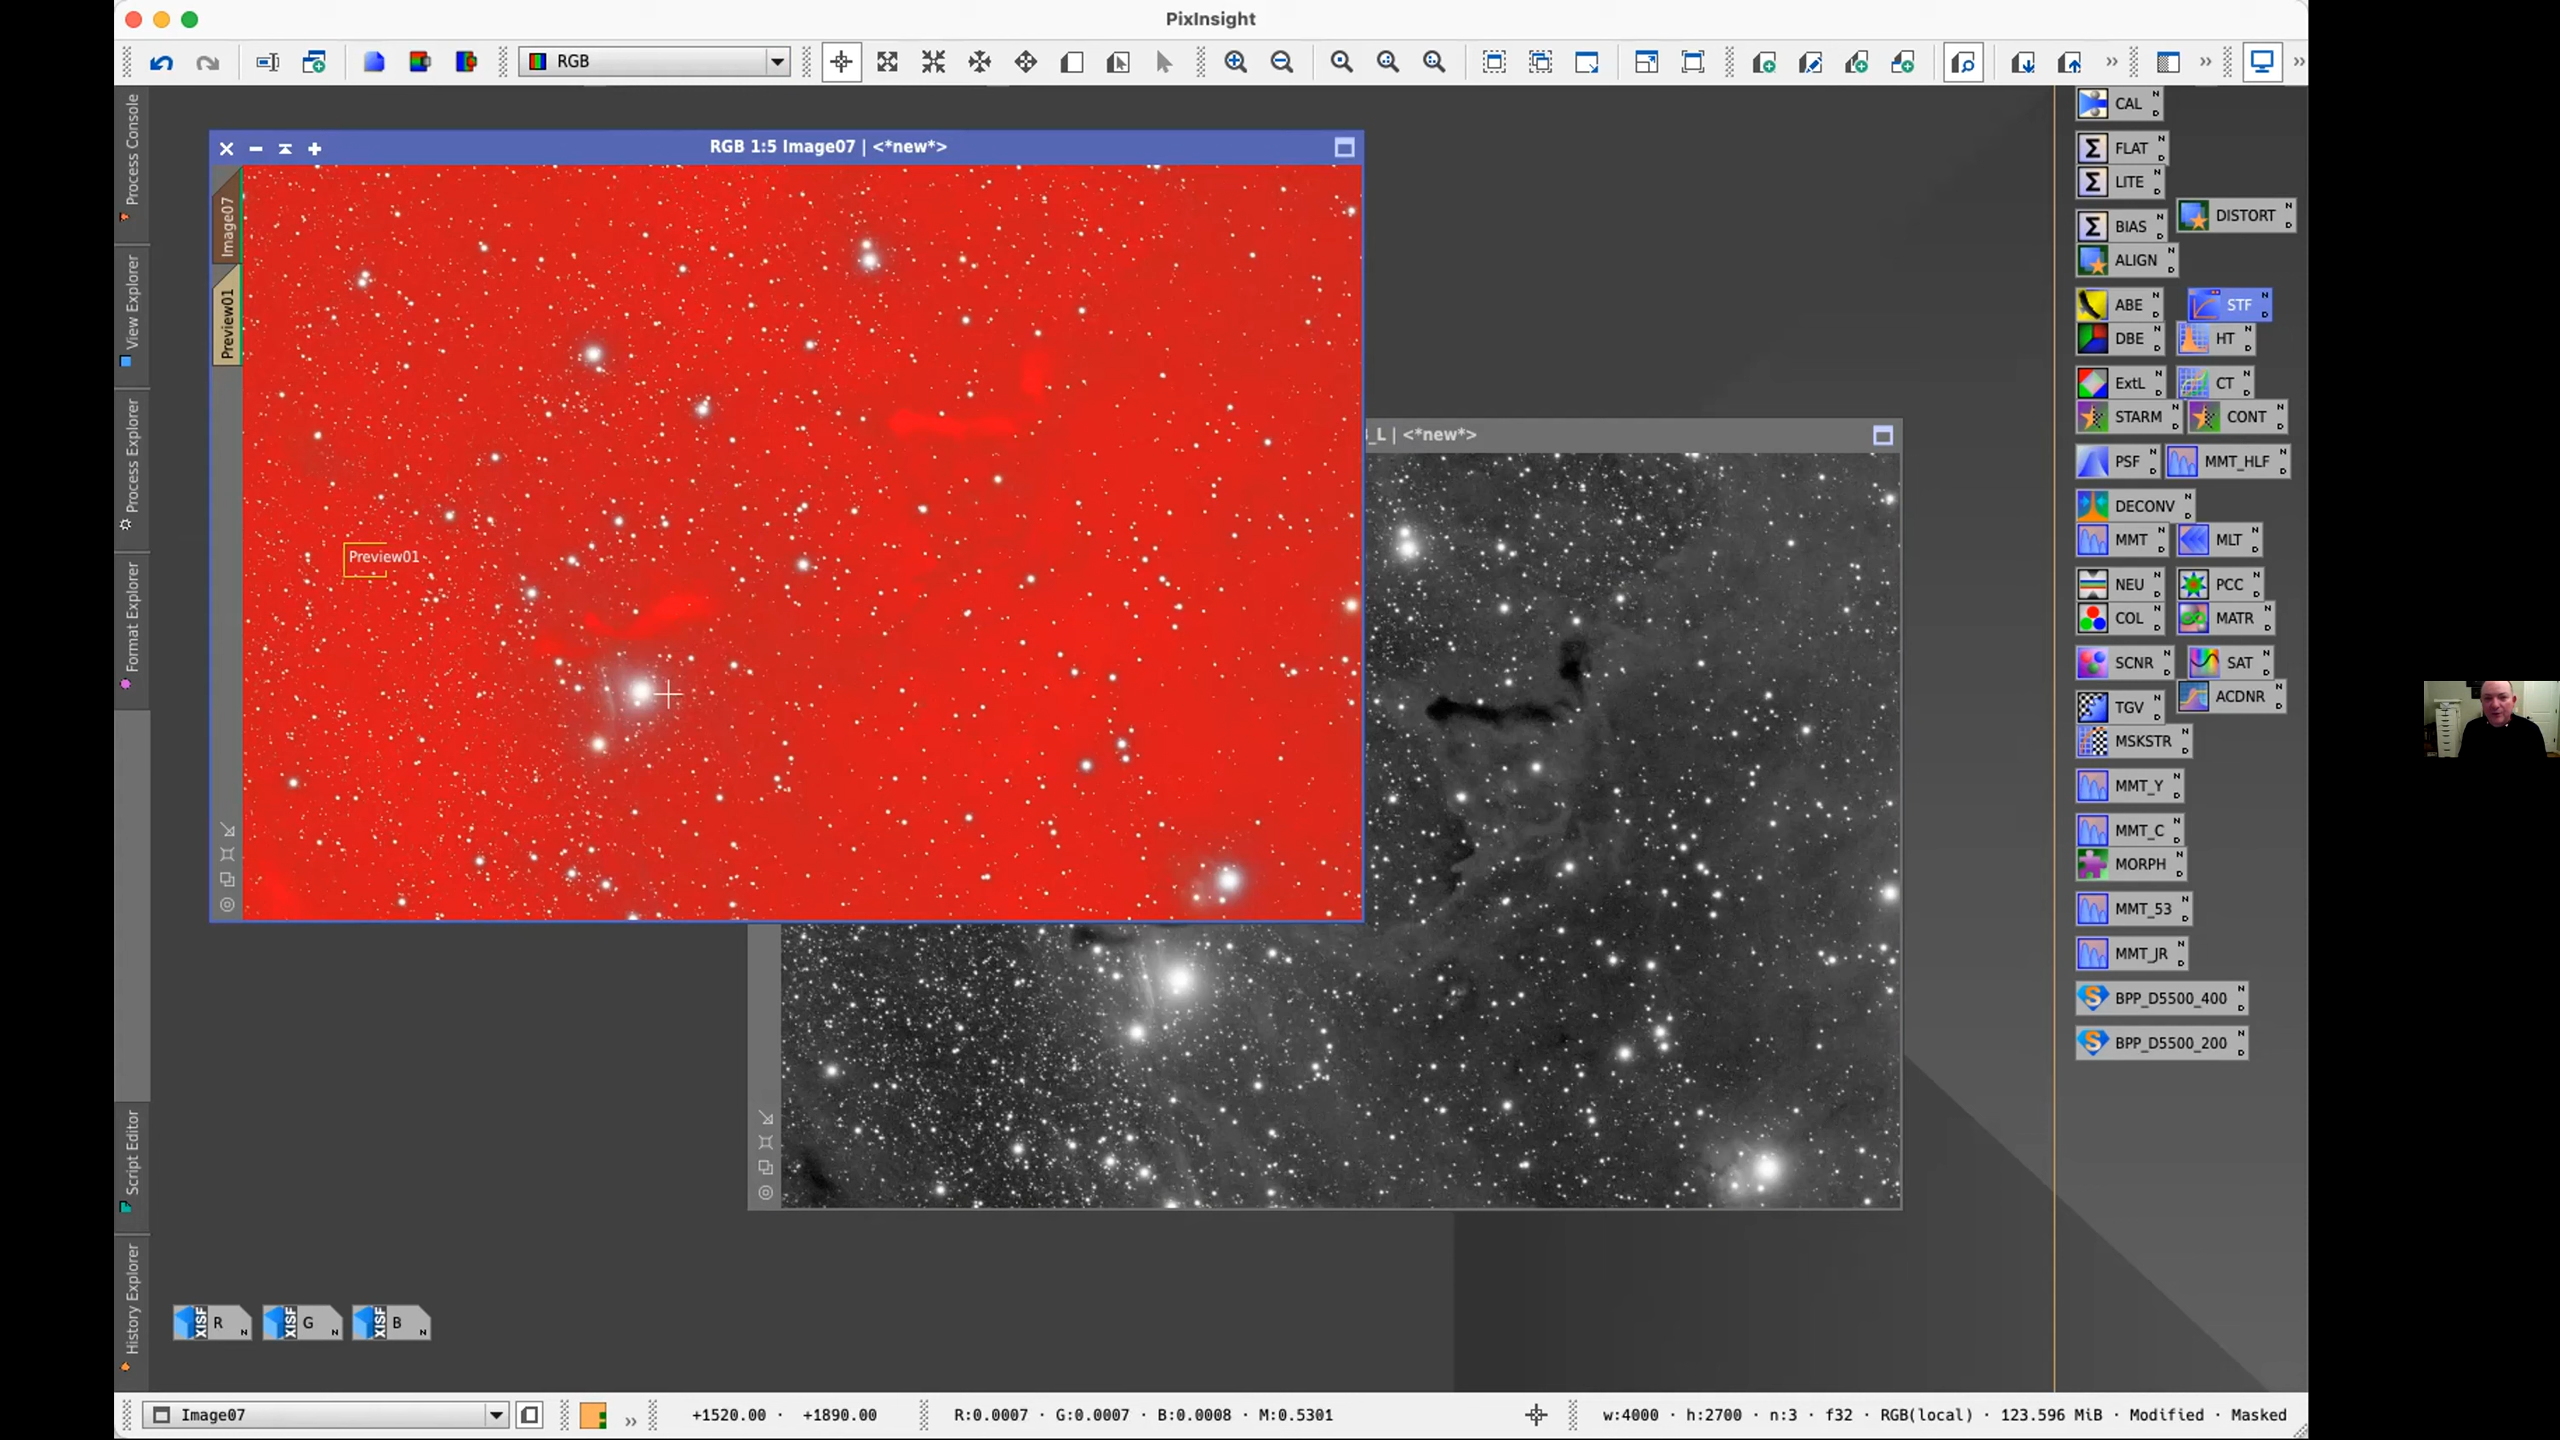 PixInsight
RGB
Process Console
View Explorer
Process Explorer
Format Explorer
Script Editor
History Explorer
RGB 1:5 Image07 | <*new*>
Image07
Preview01
Preview01
_L | <*new*>
CAL
FLAT
LITE
DISTORT
BIAS
ALIGN
ABE
STF
DBE
HT
ExtL
CT
STARM
CONT
PSF
MMT_HLF
DECONV
MMT
MLT
NEU
PCC
COL
MATR
SCNR
SAT
ACDNR
TGV
MSKSTR
MMT_Y
MMT_C
MORPH
MMT_53
MMT_JR
BPP_D5500_400
BPP_D5500_200
XISF R N
XISF G N
XISF B N
Image07
+1520.00 · +1890.00
R:0.0007 · G:0.0007 · B:0.0008 · M:0.5301
w:4000 · h:2700 · n:3 · f32 · RGB(local) · 123.596 MiB · Modified · Masked